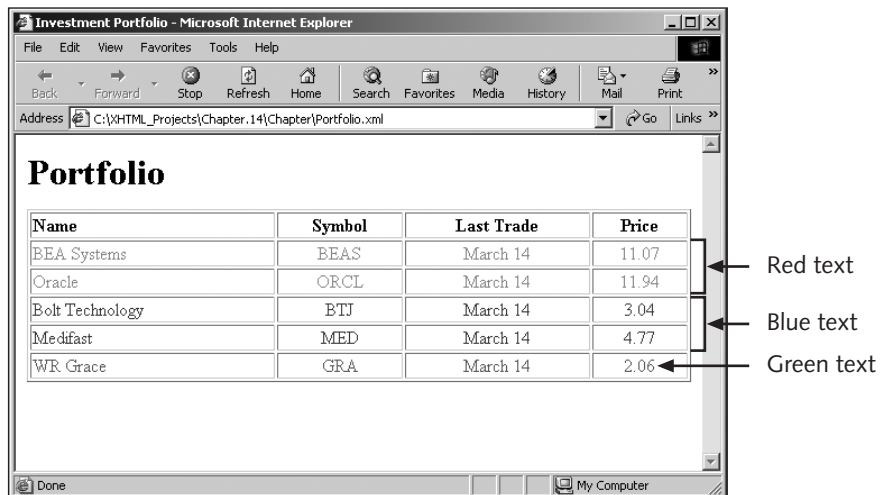 Investment Portfolio - Microsoft Internet Explorer
File Edit View Favorites Tools Help
Back Forward Stop Refresh Home Search Favorites Media History Mail Print »
Address C:\XHTML_Projects\Chapter.14\Chapter\Portfolio.xml Go Links »
Portfolio
Name Symbol Last Trade Price
BEA Systems BEAS March 14 11.07
Oracle ORCL March 14 11.94
Red text
Bolt Technology BTJ March 14 3.04
Medifast MED March 14 4.77
Blue text
WR Grace GRA March 14 2.06
Green text
Done My Computer